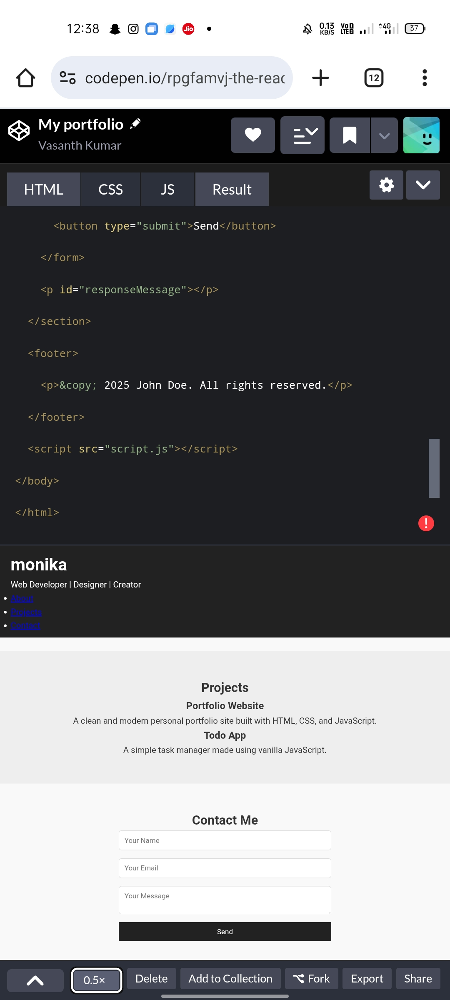 12:38
Jio
0.13
KB/S
VoD
LTE 2
4G
37
codepen.io/rpgfamvj-the-reac
12
My portfolio
Vasanth Kumar
HTML
CSS
JS
Result
<button type="submit">Send</button>
</form>
<p id="responseMessage"></p>
</section>
<footer>
<p>&copy; 2025 John Doe. All rights reserved.</p>
</footer>
<script src="script.js"></script>
</body>
</html>
!
monika
Web Developer | Designer | Creator
• About
• Projects
• Contact
Projects
Portfolio Website
A clean and modern personal portfolio site built with HTML, CSS, and JavaScript.
Todo App
A simple task manager made using vanilla JavaScript.
Contact Me
Your Name
Your Email
Your Message
Send
0.5×
Delete
Add to Collection
Fork
Export
Share